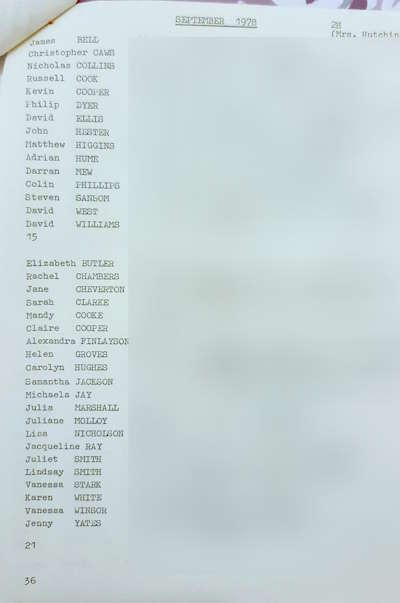 SEPTEMBER 1978
2H
(Mrs. Hutchin
James BELL
Christopher CAWS
Nicholas COLLINS
Russell COOK
Kevin COOPER
Philip DYER
David ELLIS
John HESTER
Matthew HIGGINS
Adrian HUME
Darran MEW
Colin PHILLIPS
Steven SANSOM
David WEST
David WILLIAMS
15
Elizabeth BUTLER
Rachel CHAMBERS
Jane CHEVERTON
Sarah CLARKE
Mandy COOKE
Claire COOPER
Alexandra FINLAYSON
Helen GROVES
Carolyn HUGHES
Samantha JACKSON
Michaela JAY
Julia MARSHALL
Juliane MOLLOY
Lisa NICHOLSON
Jacqueline RAY
Juliet SMITH
Lindsay SMITH
Vanessa STARK
Karen WHITE
Vanessa WINSOR
Jenny YATES
21
36